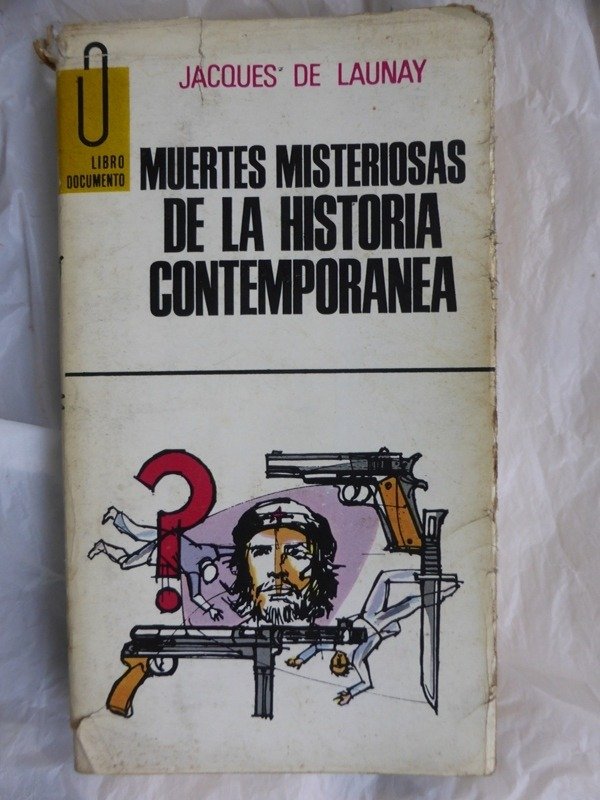 JACQUES DE LAUNAY
LIBRO
DOCUMENTO
MUERTES MISTERIOSAS
DE LA HISTORIA
CONTEMPORANEA